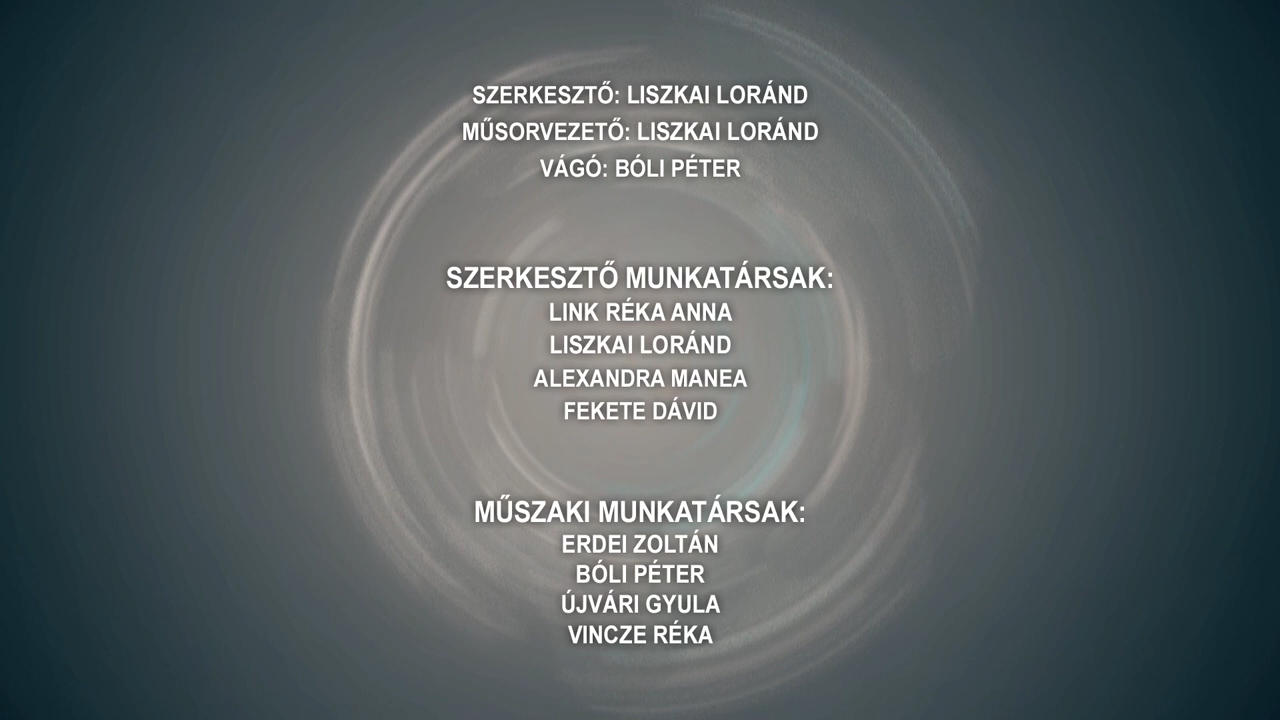 SZERKESZTŐ: LISZKAI LORÁND
MŰSORVEZETŐ: LISZKAI LORÁND
VÁGÓ: BÓLI PÉTER
SZERKESZTŐ MUNKATÁRSAK:
LINK RÉKA ANNA
LISZKAI LORÁND
ALEXANDRA MANEA
FEKETE DÁVID
MŰSZAKI MUNKATÁRSAK:
ERDEI ZOLTÁN
BÓLI PÉTER
ÚJVÁRI GYULA
VINCZE RÉKA